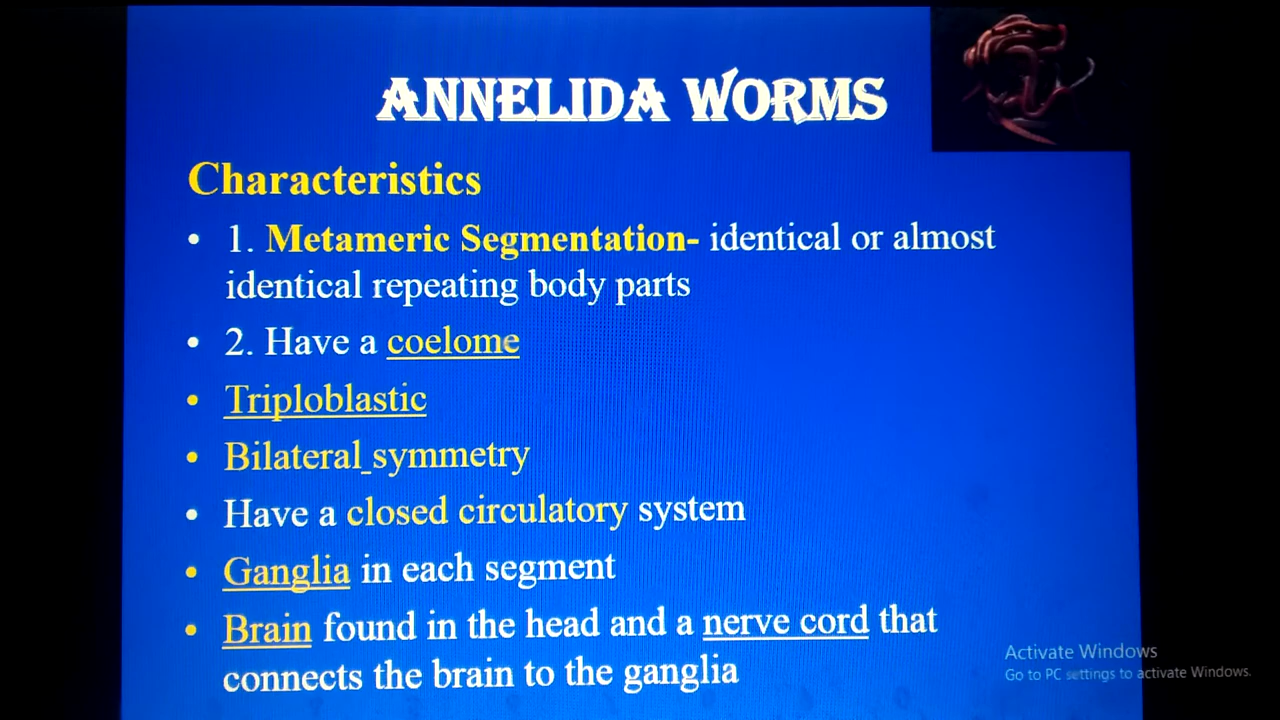 ANNELIDA WORMS
Characteristics
• 1. Metameric Segmentation- identical or almost
identical repeating body parts
• 2. Have a coelome
• Triploblastic
• Bilateral symmetry
• Have a closed circulatory system
• Ganglia in each segment
• Brain found in the head and a nerve cord that
connects the brain to the ganglia
Activate Windows
Go to PC settings to activate Windows.